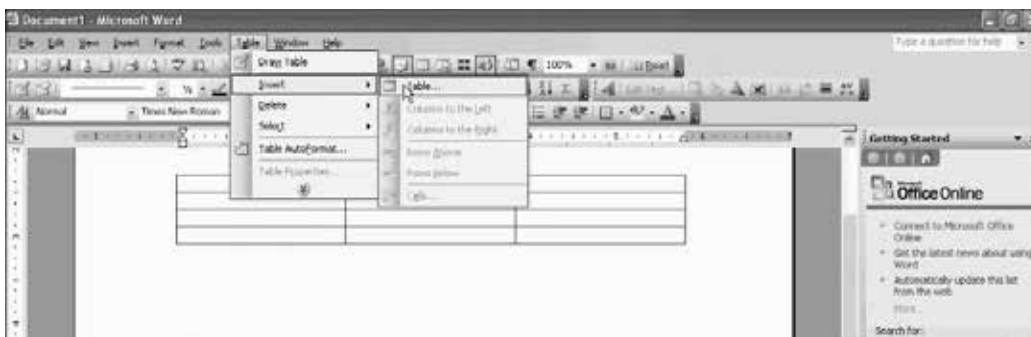 Document1 - Microsoft Word
File Edit View Insert Format Tools Table Window Help
Type a question for help
Draw Table
100% Read
Insert
Table...
Delete
Columns to the Left
Normal
Times New Roman
Select
Columns to the Right
Table AutoFormat...
Rows Above
Table Properties...
Rows Below
Cells...
Getting Started
Microsoft
Office Online
Connect to Microsoft Office
Online
Get the latest news about using
Word
Automatically update this list
from the web
More...
Search for: